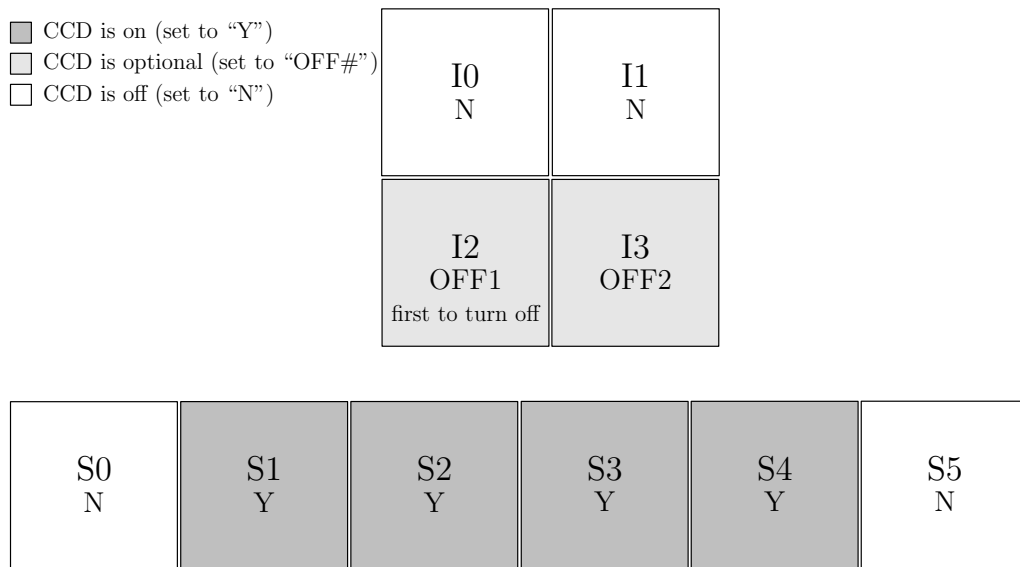 CCD is on (set to “Y”)
CCD is optional (set to “OFF#”)
CCD is off (set to “N”)
I0
N
I1
N
I2
OFF1
first to turn off
I3
OFF2
S0
N
S1
Y
S2
Y
S3
Y
S4
Y
S5
N